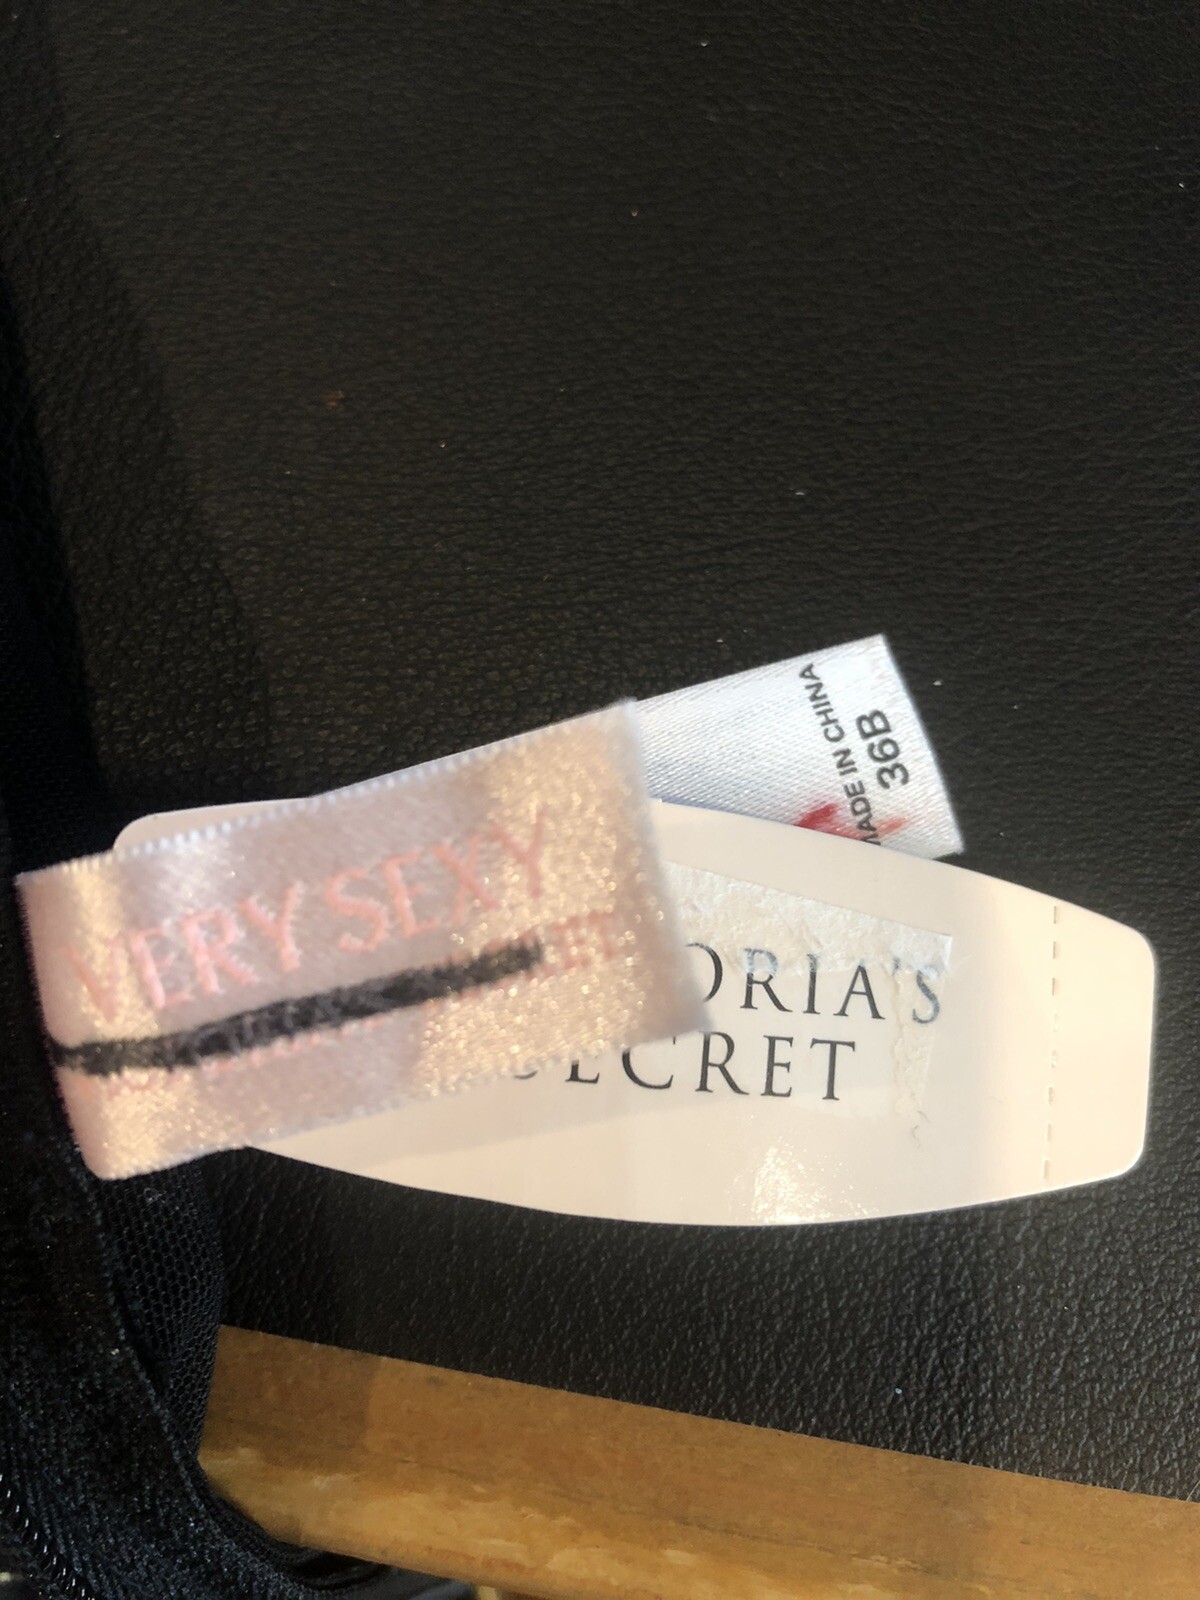 VERY SEXY
ORIA'S
SECRET
MADE IN CHINA
36B